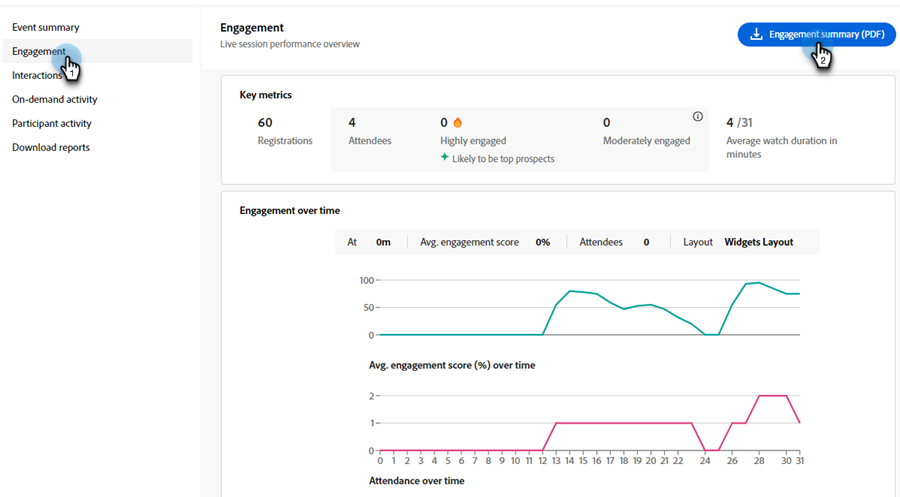 Event summary
Engagement
1
Interactions
On-demand activity
Participant activity
Download reports
Engagement
Live session performance overview
Engagement summary (PDF)
2
Key metrics
60
Registrations
4
Attendees
0
Highly engaged
Likely to be top prospects
0
Moderately engaged
4 /31
Average watch duration in
minutes
Engagement over time
At 0m Avg. engagement score 0% Attendees 0 Layout Widgets Layout
100
50
0
Avg. engagement score (%) over time
2
1
0
0 1 2 3 4 5 6 7 8 9 10 11 12 13 14 15 16 17 18 19 20 21 22 24 26 28 30 31
Attendance over time